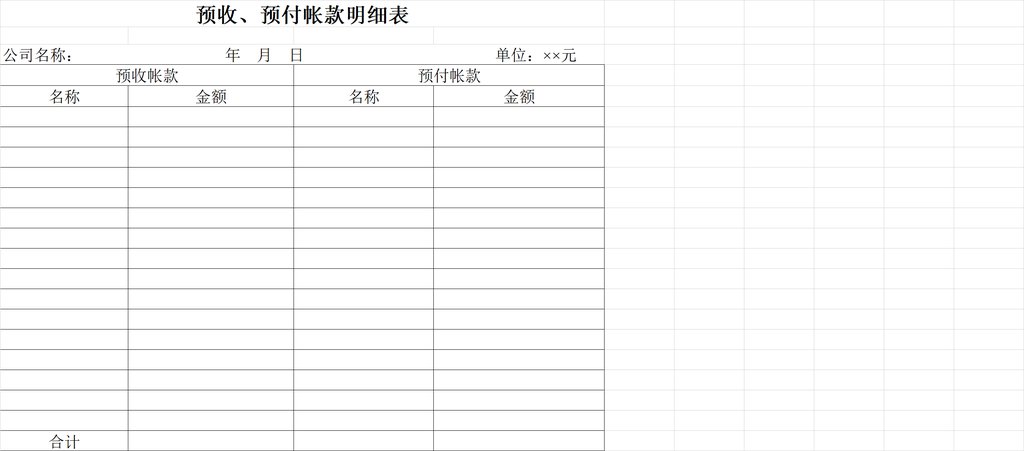 预收、预付帐款明细表
公司名称： 年 月 日 单位：××元
预收帐款 预付帐款
名称 金额 名称 金额
合计